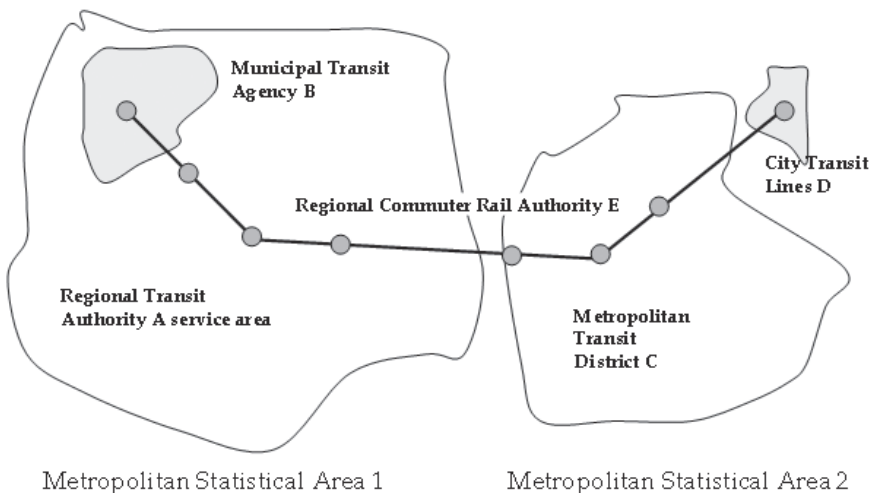 Municipal Transit
Agency B
City Transit
Lines D
Regional Commuter Rail Authority E
Regional Transit
Authority A service area
Metropolitan
Transit
District C
Metropolitan Statistical Area 1
Metropolitan Statistical Area 2